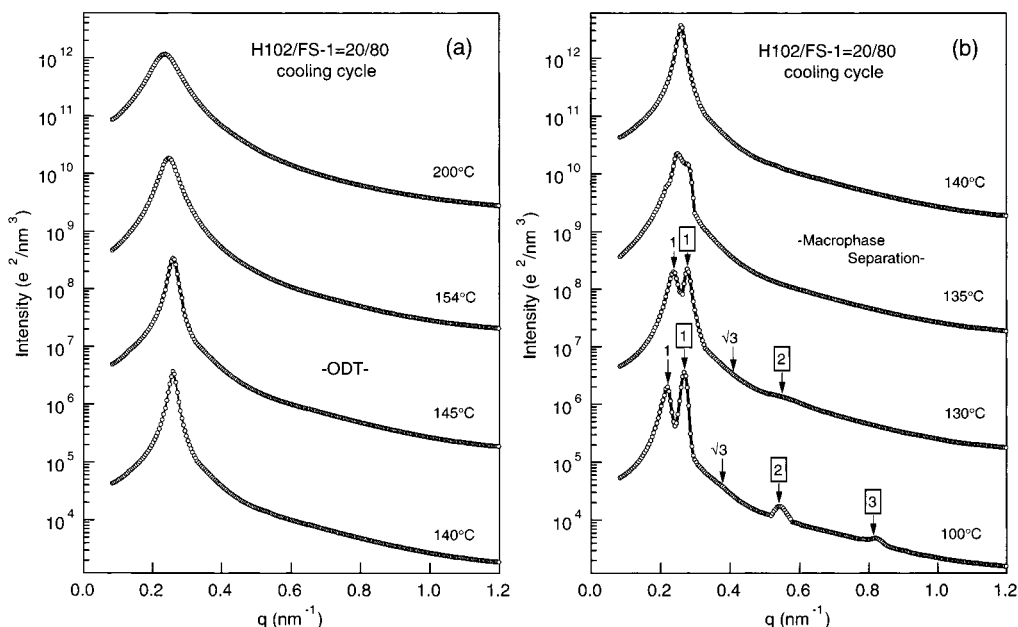 H102/FS-1=20/80
cooling cycle
(a)
Intensity (e²/nm³)
10¹²
10¹¹
10¹⁰
10⁹
10⁸
10⁷
10⁶
10⁵
10⁴
200°C
154°C
145°C
-ODT-
140°C
0.0 0.2 0.4 0.6 0.8 1.0 1.2
q (nm⁻¹)
H102/FS-1=20/80
cooling cycle
(b)
Intensity (e²/nm³)
10¹²
10¹¹
10¹⁰
10⁹
10⁸
10⁷
10⁶
10⁵
10⁴
140°C
-Macrophase
Separation-
135°C
1 1
√3
2
130°C
1 1
√3
2
3
100°C
0.0 0.2 0.4 0.6 0.8 1.0 1.2
q (nm⁻¹)